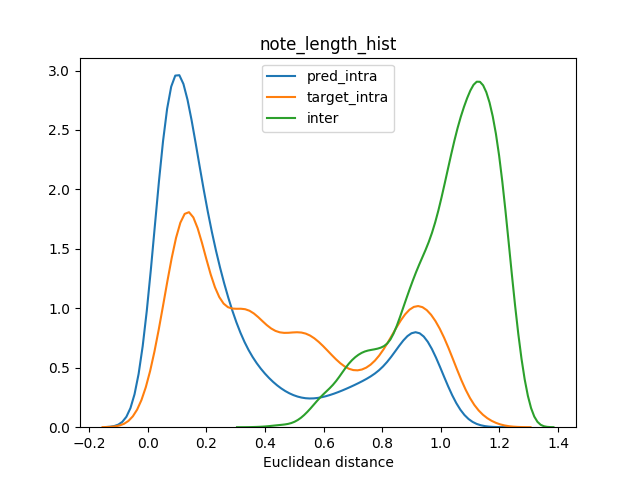 note_length_hist
pred_intra
target_intra
inter
3.0
2.5
2.0
1.5
1.0
0.5
0.0
−0.2 0.0 0.2 0.4 0.6 0.8 1.0 1.2 1.4
Euclidean distance